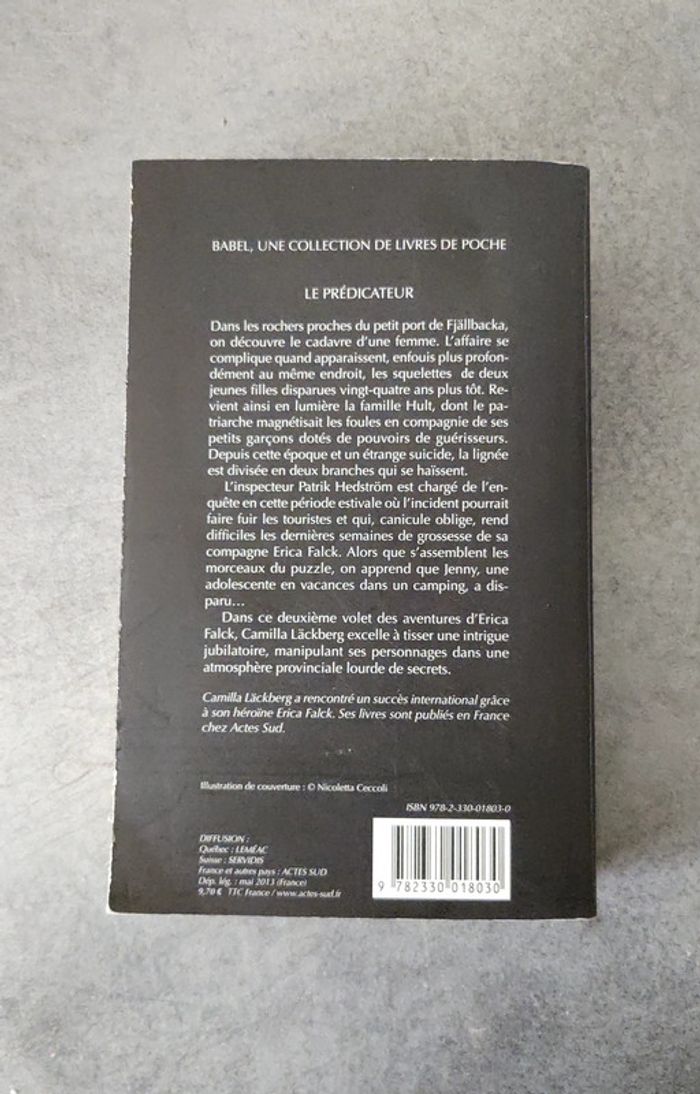 BABEL, UNE COLLECTION DE LIVRES DE POCHE
LE PRÉDICATEUR
Dans les rochers proches du petit port de Fjällbacka,
on découvre le cadavre d'une femme. L'affaire se
complique quand apparaissent, enfouis plus profon-
dément au même endroit, les squelettes de deux
jeunes filles disparues vingt-quatre ans plus tôt. Re-
vient ainsi en lumière la famille Hult, dont le pa-
triarche magnétisait les foules en compagnie de ses
petits garçons dotés de pouvoirs de guérisseurs.
Depuis cette époque et un étrange suicide, la lignée
est divisée en deux branches qui se haïssent.
L'inspecteur Patrik Hedström est chargé de l'en-
quête en cette période estivale où l'incident pourrait
faire fuir les touristes et qui, canicule oblige, rend
difficiles les dernières semaines de grossesse de sa
compagne Erica Falck. Alors que s'assemblent les
morceaux du puzzle, on apprend que Jenny, une
adolescente en vacances dans un camping, a dis-
paru...
Dans ce deuxième volet des aventures d'Erica
Falck, Camilla Läckberg excelle à tisser une intrigue
jubilatoire, manipulant ses personnages dans une
atmosphère provinciale lourde de secrets.
Camilla Läckberg a rencontré un succès international grâce
à son héroïne Erica Falck. Ses livres sont publiés en France
chez Actes Sud.
Illustration de couverture : © Nicoletta Ceccoli
ISBN 978-2-330-01803-0
DIFFUSION :
Québec : LEMÉAC
Suisse : SERVIDIS
France et autres pays : ACTES SUD
Dép. lég. : mai 2013 (France)
9,70 € TTC France / www.actes-sud.fr
9 782330 018030